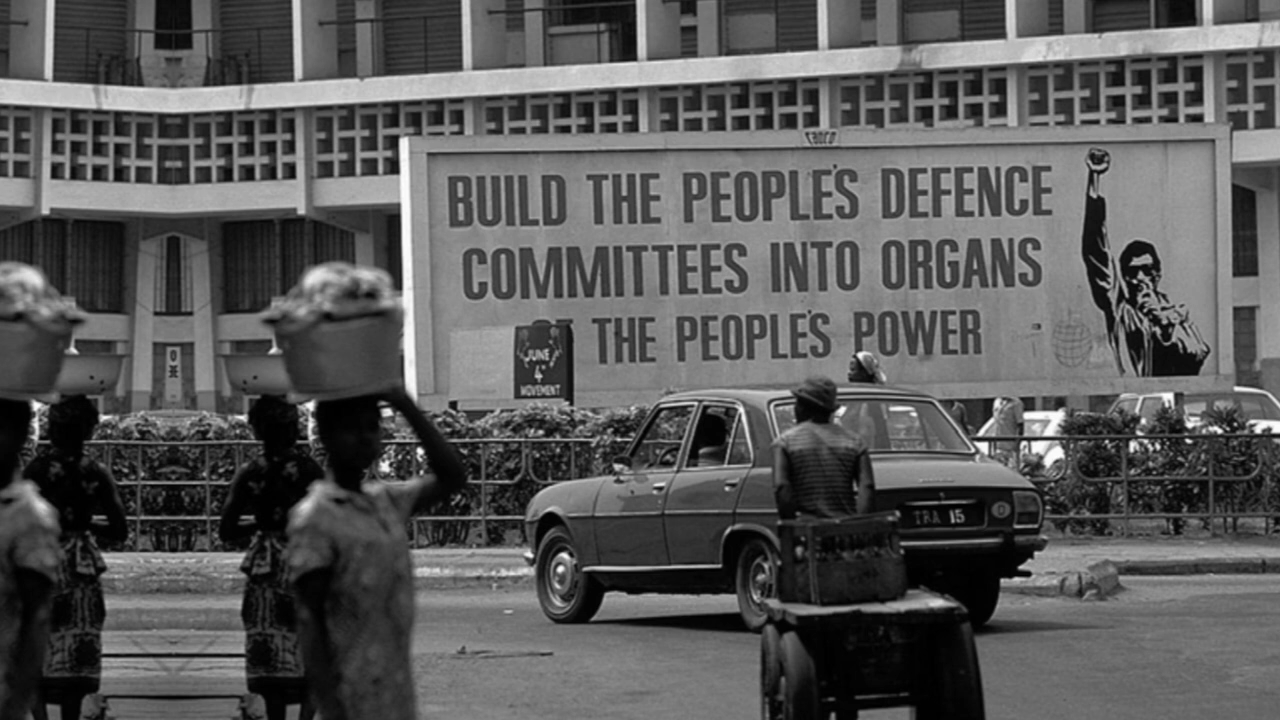 BUILD THE PEOPLE'S DEFENCE
COMMITTEES INTO ORGANS
THE PEOPLE'S POWER
JUNE
4TH
MOVEMENT
TRA 15